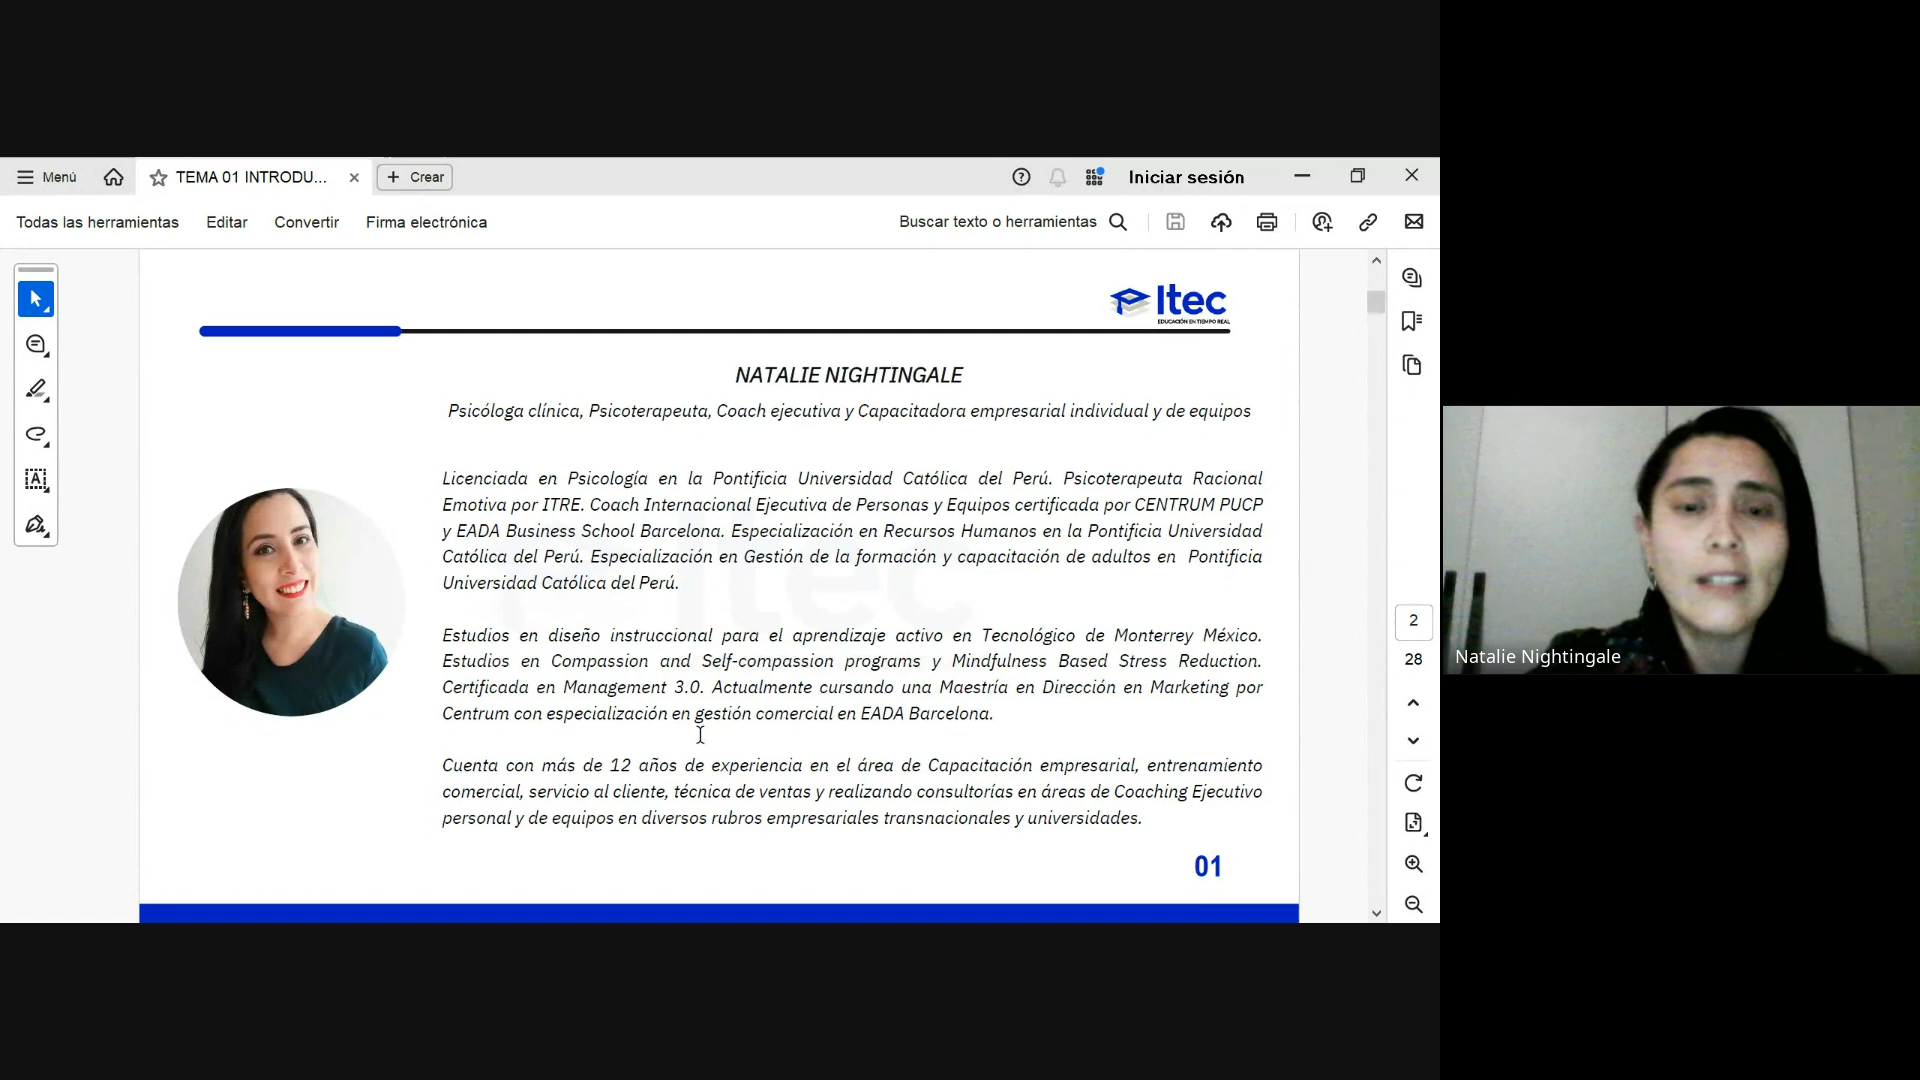 Menú
TEMA 01 INTRODU...
Crear
Iniciar sesión
Todas las herramientas
Editar
Convertir
Firma electrónica
Buscar texto o herramientas
Itec
EDUCACIÓN EN TIEMPO REAL
NATALIE NIGHTINGALE
Psicóloga clínica, Psicoterapeuta, Coach ejecutiva y Capacitadora empresarial individual y de equipos
Licenciada en Psicología en la Pontificia Universidad Católica del Perú. Psicoterapeuta Racional
Emotiva por ITRE. Coach Internacional Ejecutiva de Personas y Equipos certificada por CENTRUM PUCP
y EADA Business School Barcelona. Especialización en Recursos Humanos en la Pontificia Universidad
Católica del Perú. Especialización en Gestión de la formación y capacitación de adultos en Pontificia
Universidad Católica del Perú.
Estudios en diseño instruccional para el aprendizaje activo en Tecnológico de Monterrey México.
Estudios en Compassion and Self-compassion programs y Mindfulness Based Stress Reduction.
Certificada en Management 3.0. Actualmente cursando una Maestría en Dirección en Marketing por
Centrum con especialización en gestión comercial en EADA Barcelona.
Cuenta con más de 12 años de experiencia en el área de Capacitación empresarial, entrenamiento
comercial, servicio al cliente, técnica de ventas y realizando consultorías en áreas de Coaching Ejecutivo
personal y de equipos en diversos rubros empresariales transnacionales y universidades.
01
2
28
Natalie Nightingale